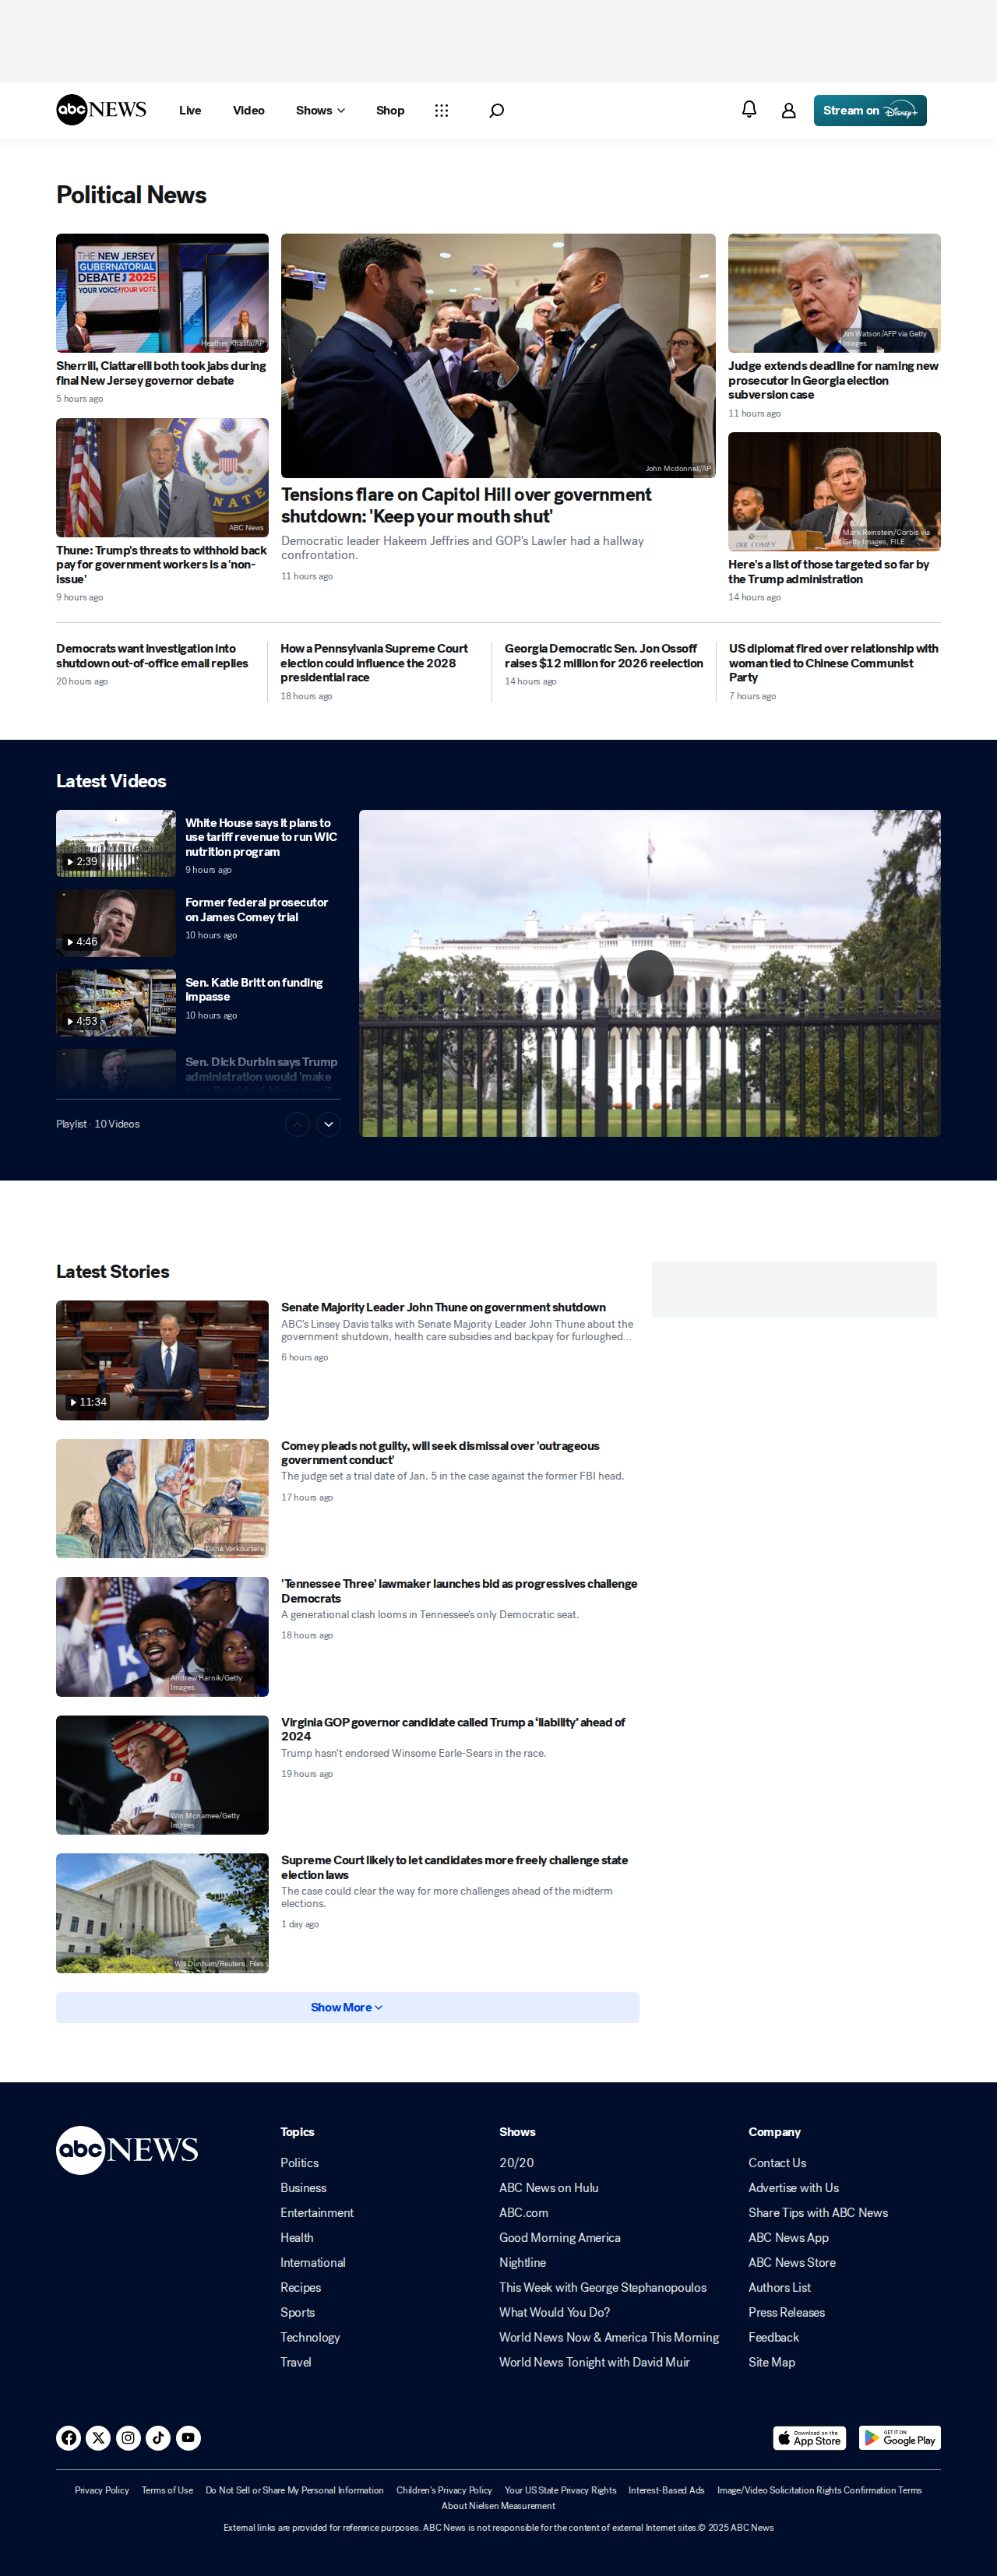 abc NEWS
Live
Video
Shows
Shop
Stream on Disney+
Political News
THE NEW JERSEY
GUBERNATORIAL
DEBATE 2025
YOUR VOICE YOUR VOTE
Heather Khalifa/AP
Sherrill, Ciattarelli both took jabs during
final New Jersey governor debate
5 hours ago
ABC News
Thune: Trump's threats to withhold back
pay for government workers is a 'non-
issue'
9 hours ago
John Mcdonnell/AP
Tensions flare on Capitol Hill over government
shutdown: 'Keep your mouth shut'
Democratic leader Hakeem Jeffries and GOP's Lawler had a hallway
confrontation.
11 hours ago
Jim Watson/AFP via Getty
Images
Judge extends deadline for naming new
prosecutor in Georgia election
subversion case
11 hours ago
DIR. COMEY
Mark Reinstein/Corbis via
Getty Images, FILE
Here's a list of those targeted so far by
the Trump administration
14 hours ago
Democrats want investigation into
shutdown out-of-office email replies
20 hours ago
How a Pennsylvania Supreme Court
election could influence the 2028
presidential race
18 hours ago
Georgia Democratic Sen. Jon Ossoff
raises $12 million for 2026 reelection
14 hours ago
US diplomat fired over relationship with
woman tied to Chinese Communist
Party
7 hours ago
Latest Videos
2:39
White House says it plans to
use tariff revenue to run WIC
nutrition program
9 hours ago
4:46
Former federal prosecutor
on James Comey trial
10 hours ago
4:53
Sen. Katie Britt on funding
impasse
10 hours ago
Sen. Dick Durbin says Trump
administration would 'make
Playlist · 10 Videos
Latest Stories
11:34
Senate Majority Leader John Thune on government shutdown
ABC's Linsey Davis talks with Senate Majority Leader John Thune about the
government shutdown, health care subsidies and backpay for furloughed...
6 hours ago
Dana Verkouteren
Comey pleads not guilty, will seek dismissal over 'outrageous
government conduct'
The judge set a trial date of Jan. 5 in the case against the former FBI head.
17 hours ago
Andrew Harnik/Getty
Images
'Tennessee Three' lawmaker launches bid as progressives challenge
Democrats
A generational clash looms in Tennessee's only Democratic seat.
18 hours ago
Win Mcnamee/Getty
Images
Virginia GOP governor candidate called Trump a ‘liability’ ahead of
2024
Trump hasn't endorsed Winsome Earle-Sears in the race.
19 hours ago
Will Dunham/Reuters, Files
Supreme Court likely to let candidates more freely challenge state
election laws
The case could clear the way for more challenges ahead of the midterm
elections.
1 day ago
Show More
abc NEWS
Topics
Politics
Business
Entertainment
Health
International
Recipes
Sports
Technology
Travel
Shows
20/20
ABC News on Hulu
ABC.com
Good Morning America
Nightline
This Week with George Stephanopoulos
What Would You Do?
World News Now & America This Morning
World News Tonight with David Muir
Company
Contact Us
Advertise with Us
Share Tips with ABC News
ABC News App
ABC News Store
Authors List
Press Releases
Feedback
Site Map
Download on the
App Store
GET IT ON
Google Play
Privacy Policy
Terms of Use
Do Not Sell or Share My Personal Information
Children's Privacy Policy
Your US State Privacy Rights
Interest-Based Ads
Image/Video Solicitation Rights Confirmation Terms
About Nielsen Measurement
External links are provided for reference purposes. ABC News is not responsible for the content of external Internet sites.© 2025 ABC News